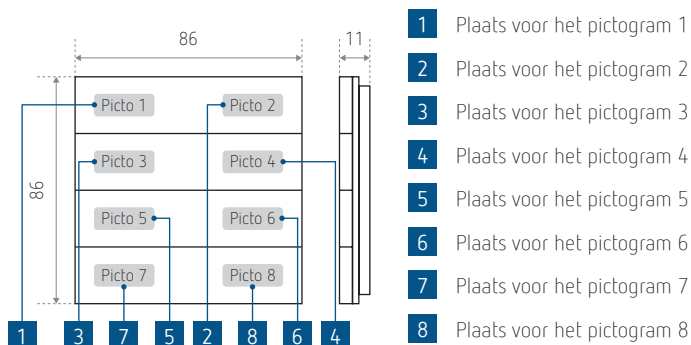 86
11
86
Picto 1
Picto 2
Picto 3
Picto 4
Picto 5
Picto 6
Picto 7
Picto 8
1 3 7 5 2 8 6 4
1 Plaats voor het pictogram 1
2 Plaats voor het pictogram 2
3 Plaats voor het pictogram 3
4 Plaats voor het pictogram 4
5 Plaats voor het pictogram 5
6 Plaats voor het pictogram 6
7 Plaats voor het pictogram 7
8 Plaats voor het pictogram 8